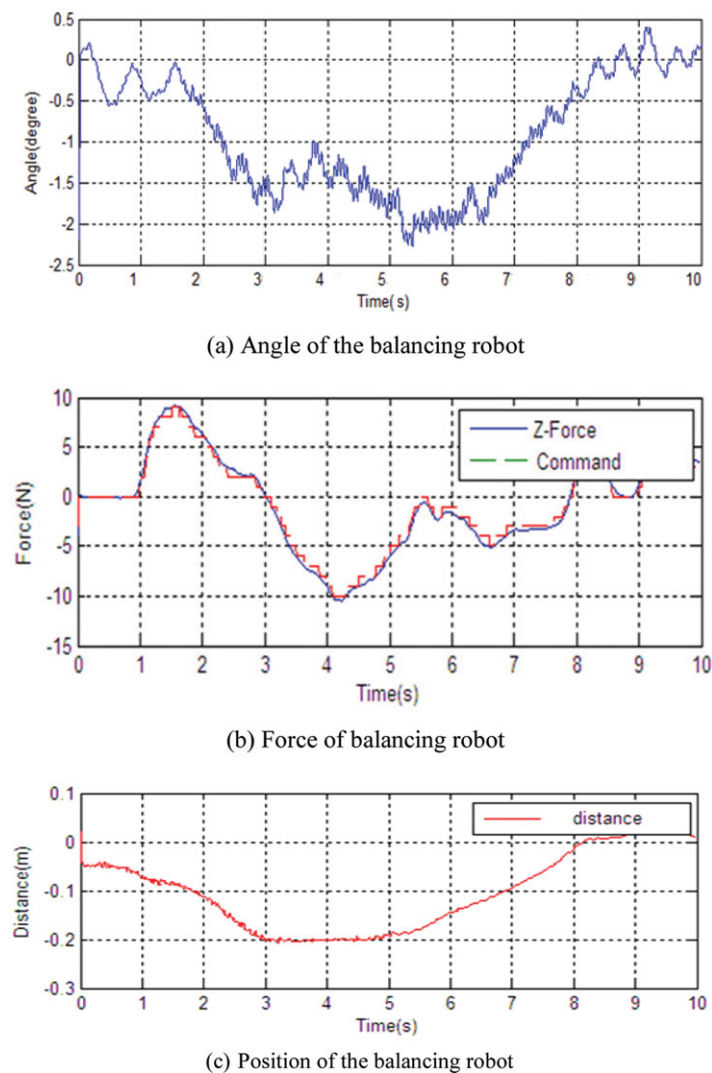 0.5
0
-0.5
-1
-1.5
-2
-2.5
Angle(degree)
0 1 2 3 4 5 6 7 8 9 10
Time( s)
(a) Angle of the balancing robot
10
5
0
-5
-10
-15
Force(N)
Z-Force
Command
0 1 2 3 4 5 6 7 8 9 10
Time(s)
(b) Force of balancing robot
0.1
0
-0.1
-0.2
-0.3
Distance(m)
distance
0 1 2 3 4 5 6 7 8 9 10
Time(s)
(c) Position of the balancing robot